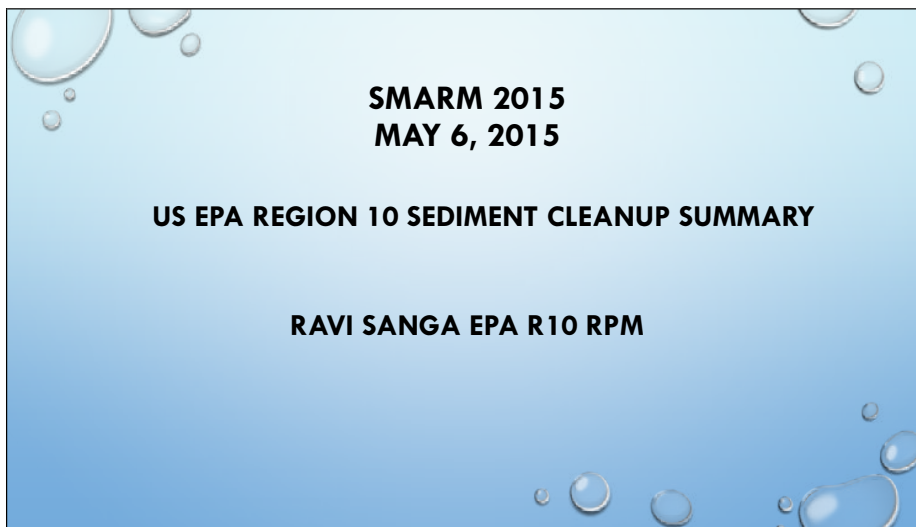 SMARM 2015
MAY 6, 2015
US EPA REGION 10 SEDIMENT CLEANUP SUMMARY
RAVI SANGA EPA R10 RPM